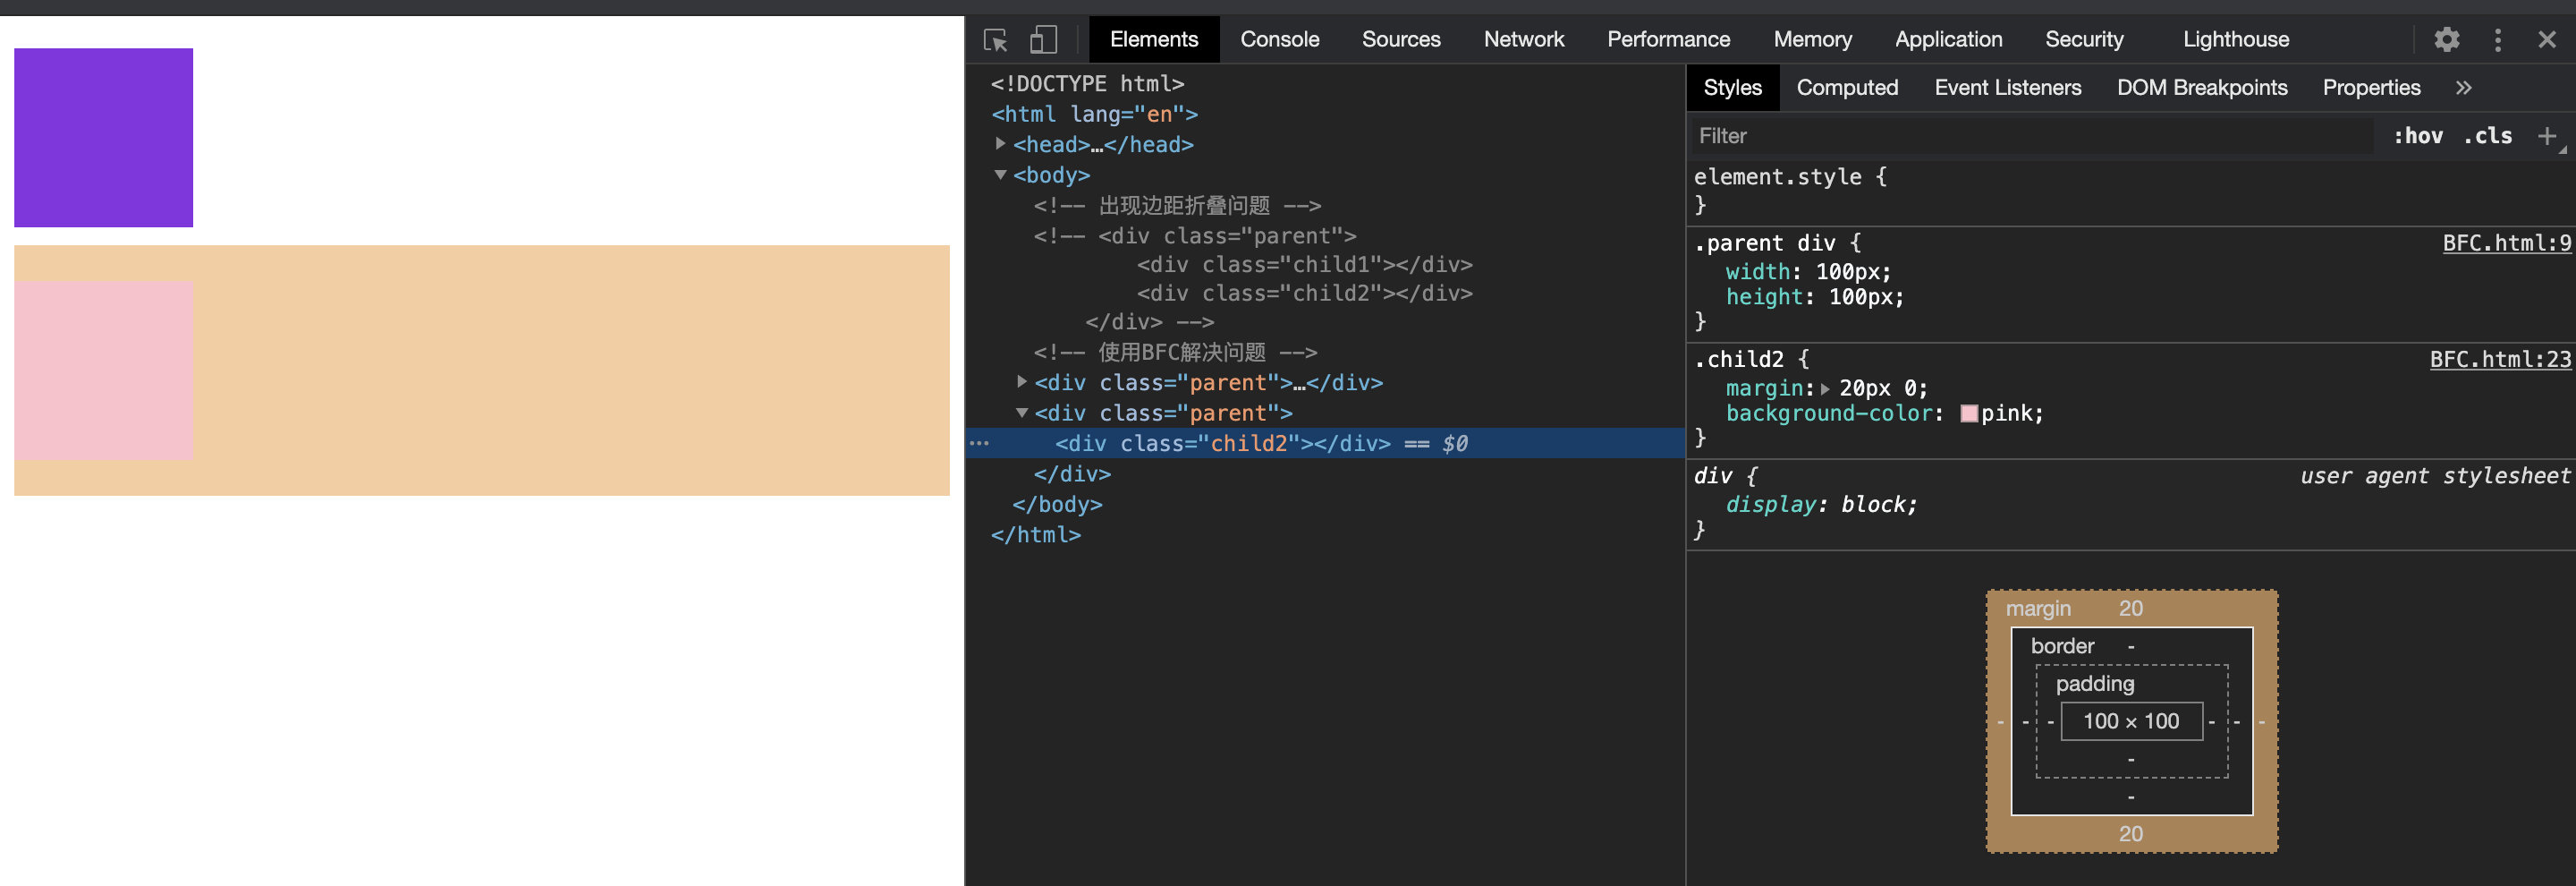 Elements Console Sources Network Performance Memory Application Security Lighthouse
<!DOCTYPE html>
<html lang="en">
<head>…</head>
<body>
<!-- 出现边距折叠问题 -->
<!-- <div class="parent">
<div class="child1"></div>
<div class="child2"></div>
</div> -->
<!-- 使用BFC解决问题 -->
<div class="parent">…</div>
<div class="parent">
<div class="child2"></div> == $0
</div>
</body>
</html>
Styles Computed Event Listeners DOM Breakpoints Properties »
Filter :hov .cls +
element.style {
}
.parent div { BFC.html:9
width: 100px;
height: 100px;
}
.child2 { BFC.html:23
margin: 20px 0;
background-color: pink;
}
div { user agent stylesheet
display: block;
}
margin 20
border -
padding -
- - - 100 × 100 - - -
-
-
20